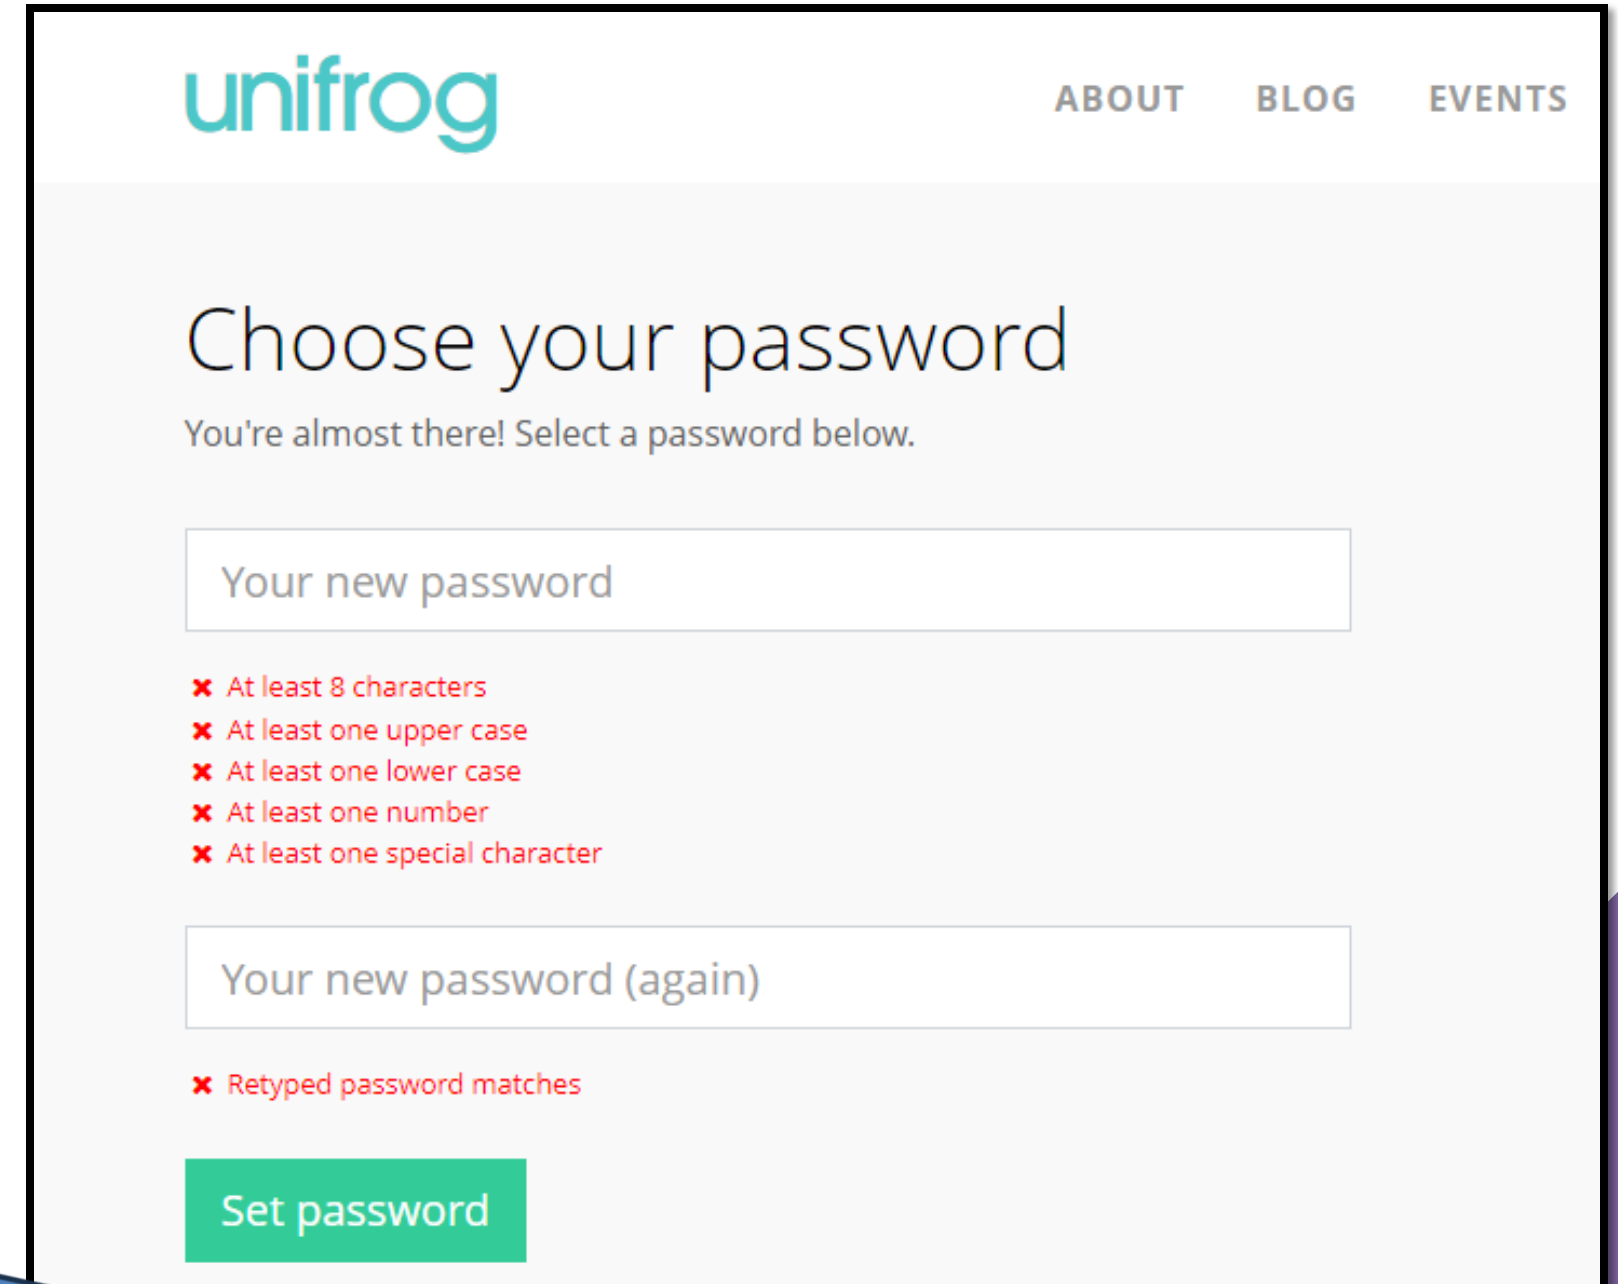 unifrog
ABOUT BLOG EVENTS
Choose your password
You're almost there! Select a password below.
Your new password
At least 8 characters
At least one upper case
At least one lower case
At least one number
At least one special character
Your new password (again)
Retyped password matches
Set password